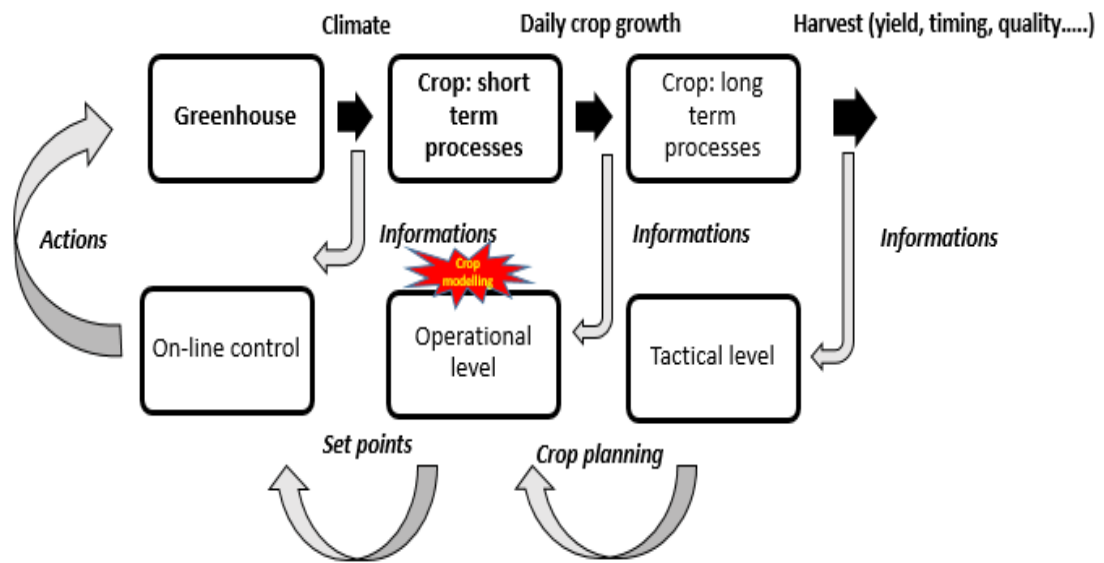 Climate
Daily crop growth
Harvest (yield, timing, quality.....)
Greenhouse
Crop: short
term
processes
Crop: long
term
processes
Actions
Informations
Informations
Informations
Crop
modelling
On-line control
Operational
level
Tactical level
Set points
Crop planning